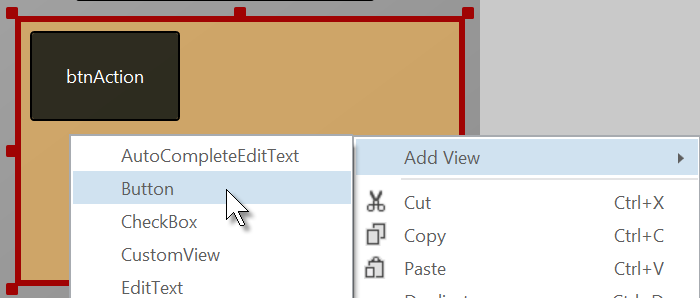 btnAction
AutoCompleteEditText
Add View
Button
CheckBox
Cut Ctrl+X
CustomView
Copy Ctrl+C
EditText
Paste Ctrl+V